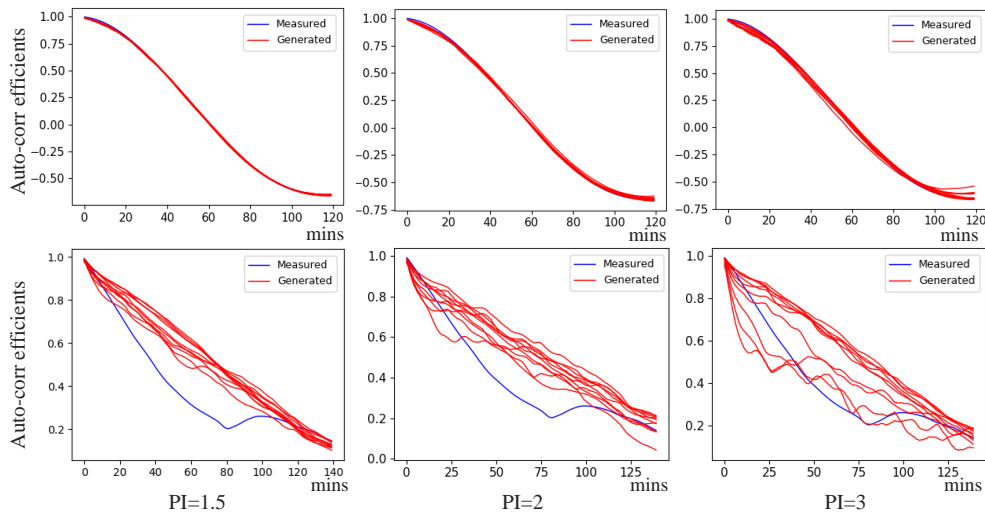 Auto-corr efficients
1.00
0.75
0.50
0.25
0.00
−0.25
−0.50
0 20 40 60 80 100 120
mins
Measured
Generated
1.00
0.75
0.50
0.25
0.00
−0.25
−0.50
−0.75
0 20 40 60 80 100 120
mins
Measured
Generated
1.00
0.75
0.50
0.25
0.00
−0.25
−0.50
−0.75
0 20 40 60 80 100 120
mins
Measured
Generated
Auto-corr efficients
1.0
0.8
0.6
0.4
0.2
0 20 40 60 80 100 120 140
mins
Measured
Generated
PI=1.5
1.0
0.8
0.6
0.4
0.2
0.0
0 25 50 75 100 125
mins
Measured
Generated
PI=2
1.0
0.8
0.6
0.4
0.2
0 25 50 75 100 125
mins
Measured
Generated
PI=3